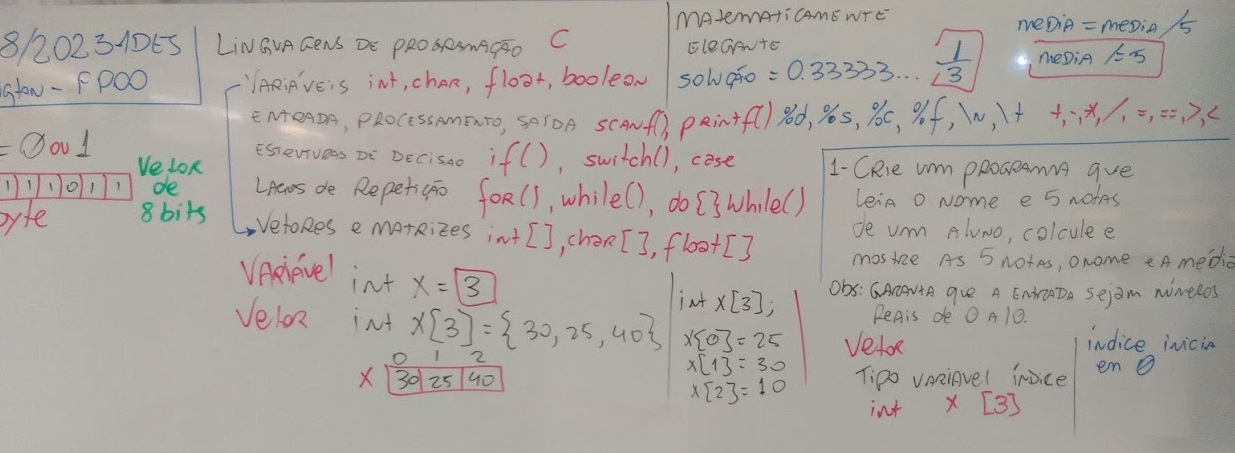 8/2023-1DES
gton - FPOO
= 0 ou 1
1 1 1 0 1 1
byte
Vetor
de
8 bits
LINGUAGENS DE PROGRAMAÇÃO C
VARIÁVEIS int, char, float, boolean
ENTRADA, PROCESSAMENTO, SAÍDA scanf(), printf() %d, %s, %c, %f, \n, \t +,-,*,/,=,==,>,<
ESTRUTURAS DE DECISÃO if(), switch(), case
LAÇOS de Repetição for(), while(), do{}while()
Vetores e MATRIZES int[], char[], float[]
VARIÁVEL int x = 3
Vetor int x[3] = {30, 25, 40}
0 1 2
x 30 25 40
int x[3];
x[0] = 25
x[1] = 30
x[2] = 10
MATEMATICAMENTE
ELEGANTE
SOLUÇÃO = 0.33333... 1/3
MEDIA = MEDIA /5
MEDIA /= 5
1- CRIE um PROGRAMA que
LEIA O NOME e 5 NOTAS
de um ALUNO, CALCULE e
MOSTRE AS 5 NOTAS, O NOME e A média
Obs: GARANTA que A ENTRADA sejam números
REAIS de 0 A 10.
Vetor
TIPO VARIAVEL ÍNDICE
int x [3]
índice inicia
em 0